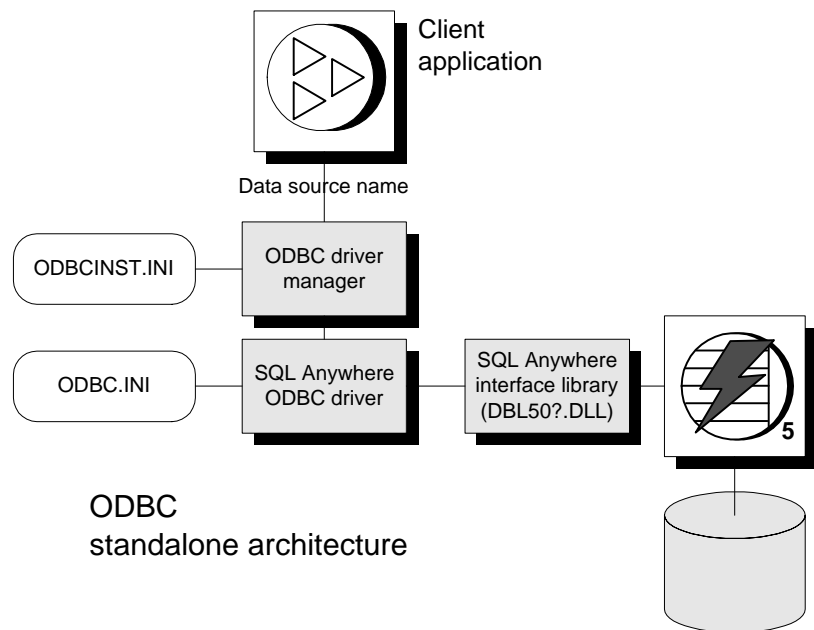 Client
application
Data source name
ODBCINST.INI
ODBC driver
manager
ODBC.INI
SQL Anywhere
ODBC driver
SQL Anywhere
interface library
(DBL50?.DLL)
5
ODBC
standalone architecture